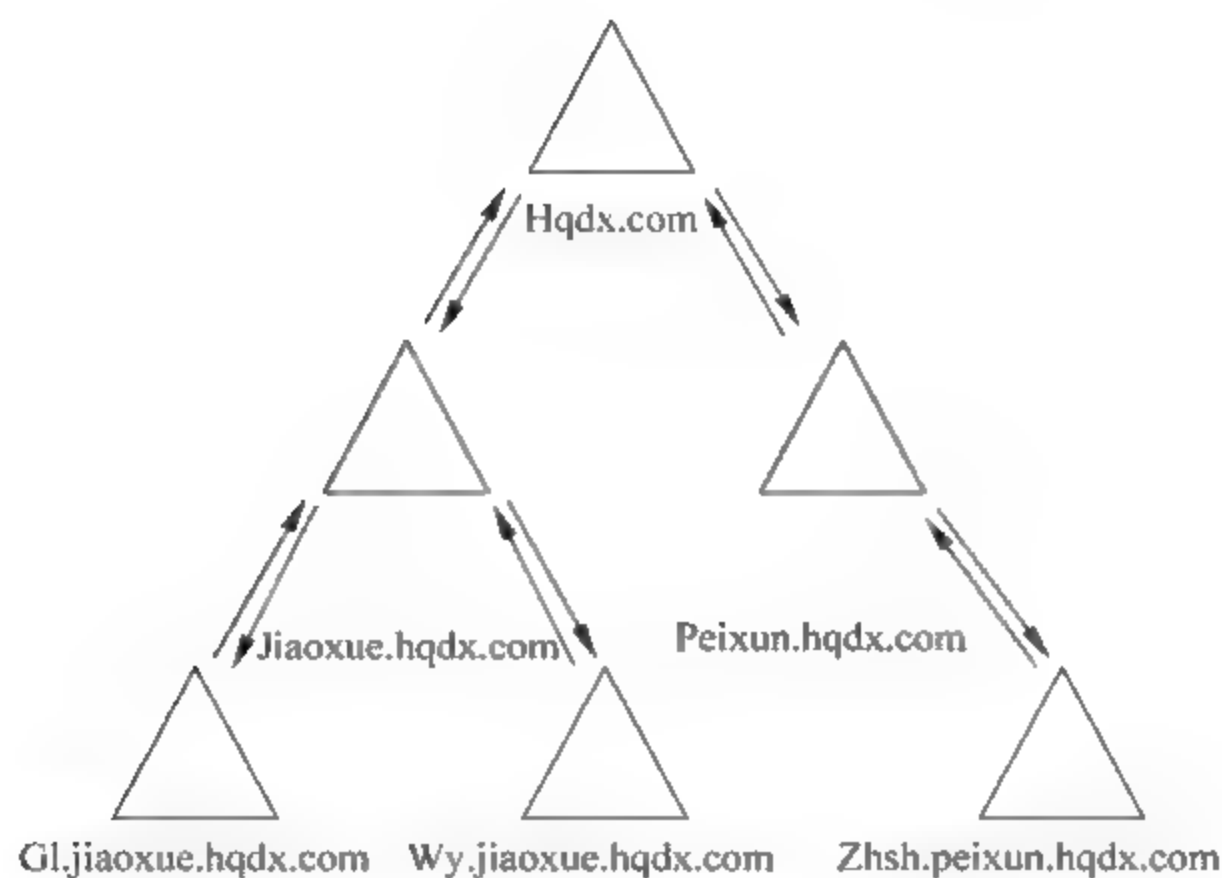 Hqdx.com
Jiaoxue.hqdx.com
Peixun.hqdx.com
Gl.jiaoxue.hqdx.com
Wy.jiaoxue.hqdx.com
Zhsh.peixun.hqdx.com